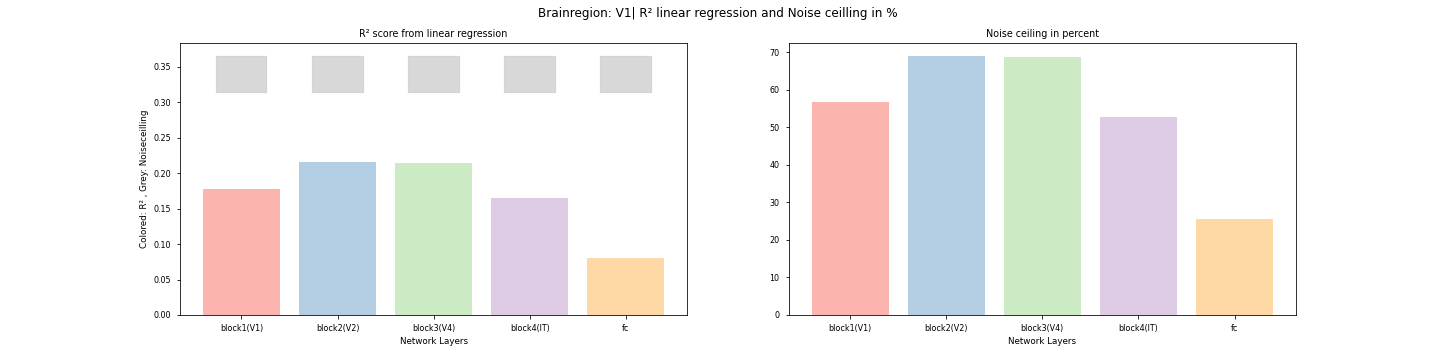 Brainregion: V1| R² linear regression and Noise ceilling in %
R² score from linear regression
Colored: R² , Grey: Noiseceilling
0.35
0.30
0.25
0.20
0.15
0.10
0.05
0.00
block1(V1) block2(V2) block3(V4) block4(IT) fc
Network Layers
Noise ceiling in percent
70
60
50
40
30
20
10
0
block1(V1) block2(V2) block3(V4) block4(IT) fc
Network Layers